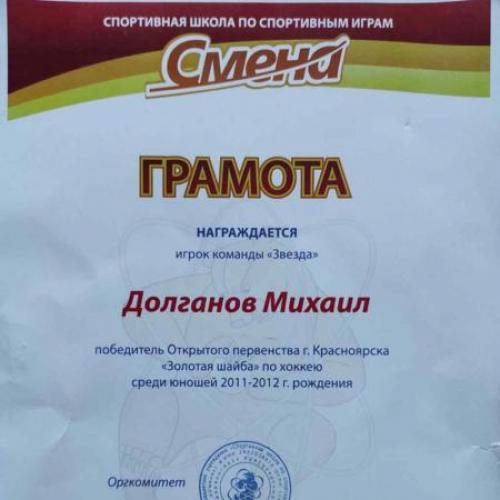 СПОРТИВНАЯ ШКОЛА ПО СПОРТИВНЫМ ИГРАМ
Смена
ГРАМОТА
НАГРАЖДАЕТСЯ
игрок команды «Звезда»
Долганов Михаил
победитель Открытого первенства г. Красноярска
«Золотая шайба» по хоккею
среди юношей 2011-2012 г. рождения
Оргкомитет